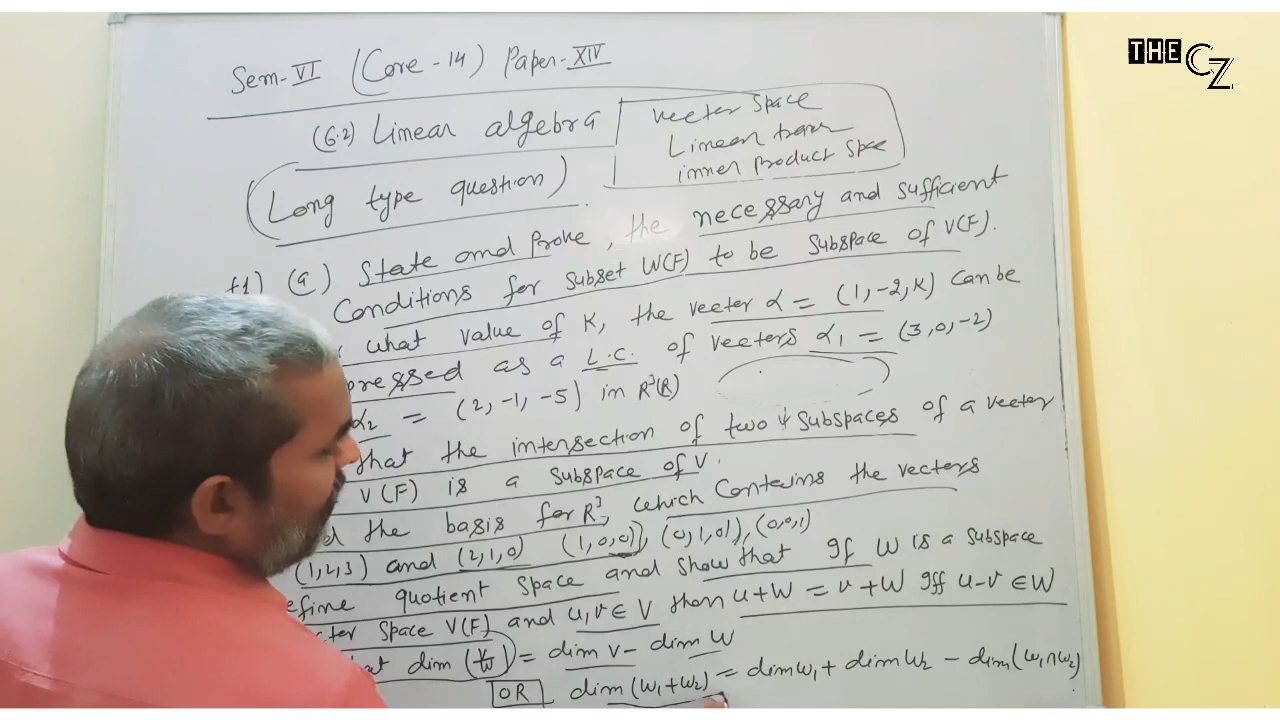 THE CZ
Sem-VI (Core-14) Paper-XIV
(6.2) Linear algebra
vector Space
Linear tran
inner product Spce
(Long type question)
(a) State and Prove, the necessary and sufficient
Conditions for subset W(F) to be Subspace of V(F).
what value of K, the vector α = (1, -2, K) can be
pressed as a L.C. of vectors α₁ = (3, 0, -2)
α₂ = (2, -1, -5) in R³(R)
that the intersection of two Subspaces of a vector
V(F) is a subspace of V.
d the basis for R³, which Contains the vectors
(1,2,3) and (2,1,0) (1,0,0), (0,1,0), (0,0,1)
efine quotient Space and show that If W is a subspace
ctor space V(F) and u,v ∈ V then u+W = v+W Iff u-v ∈ W
at dim (V/W) = dim V - dim W
OR dim (W₁+W₂) = dim W₁ + dim W₂ - dim (W₁∩W₂)